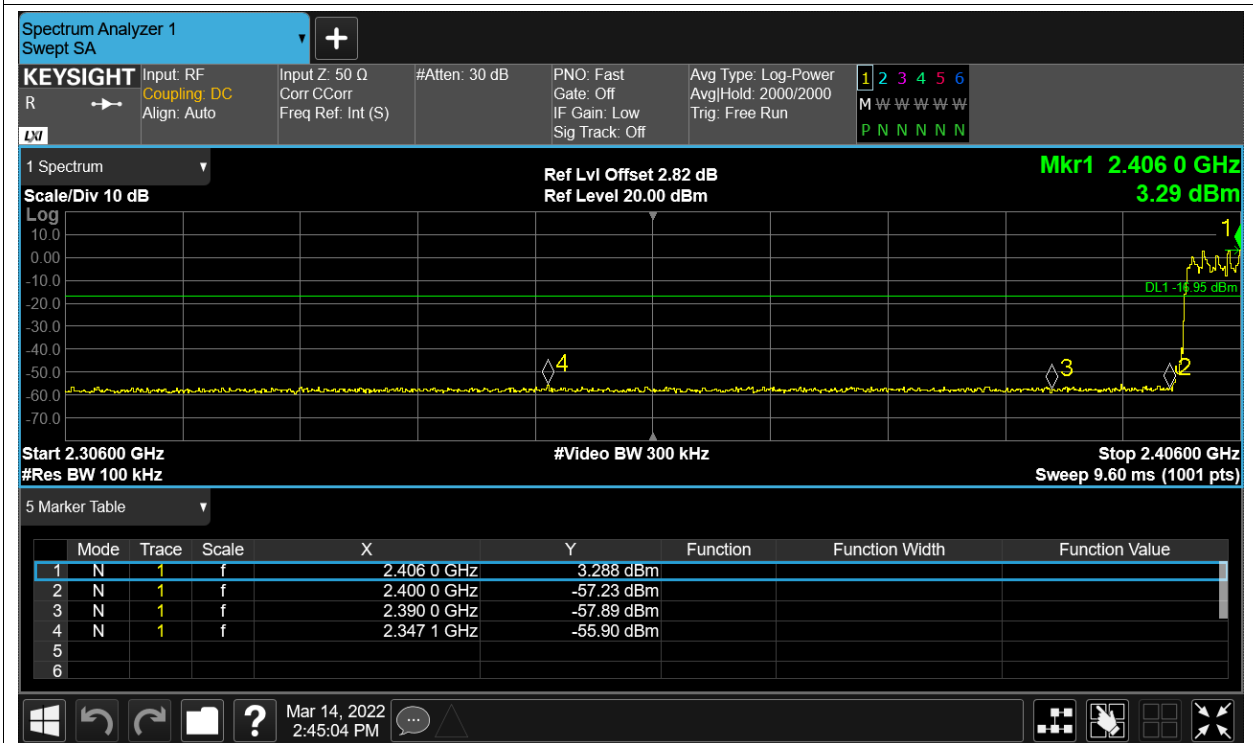 Spectrum Analyzer 1
Swept SA
+
KEYSIGHT Input: RF Input Z: 50 Ω #Atten: 30 dB PNO: Fast Avg Type: Log-Power 1 2 3 4 5 6
R Coupling: DC Corr CCorr Gate: Off Avg|Hold: 2000/2000 M W W W W W
Align: Auto Freq Ref: Int (S) IF Gain: Low Trig: Free Run
LXI Sig Track: Off P N N N N N
1 Spectrum Ref Lvl Offset 2.82 dB Mkr1 2.406 0 GHz
Scale/Div 10 dB Ref Level 20.00 dBm 3.29 dBm
Log
1
10.0
0.00
-10.0
DL1 -16.95 dBm
-20.0
-30.0
-40.0
4 3 2
-50.0
-60.0
-70.0
Start 2.30600 GHz #Video BW 300 kHz Stop 2.40600 GHz
#Res BW 100 kHz Sweep 9.60 ms (1001 pts)
5 Marker Table
Mode Trace Scale X Y Function Function Width Function Value
1 N 1 f 2.406 0 GHz 3.288 dBm
2 N 1 f 2.400 0 GHz -57.23 dBm
3 N 1 f 2.390 0 GHz -57.89 dBm
4 N 1 f 2.347 1 GHz -55.90 dBm
5
6
? Mar 14, 2022
2:45:04 PM